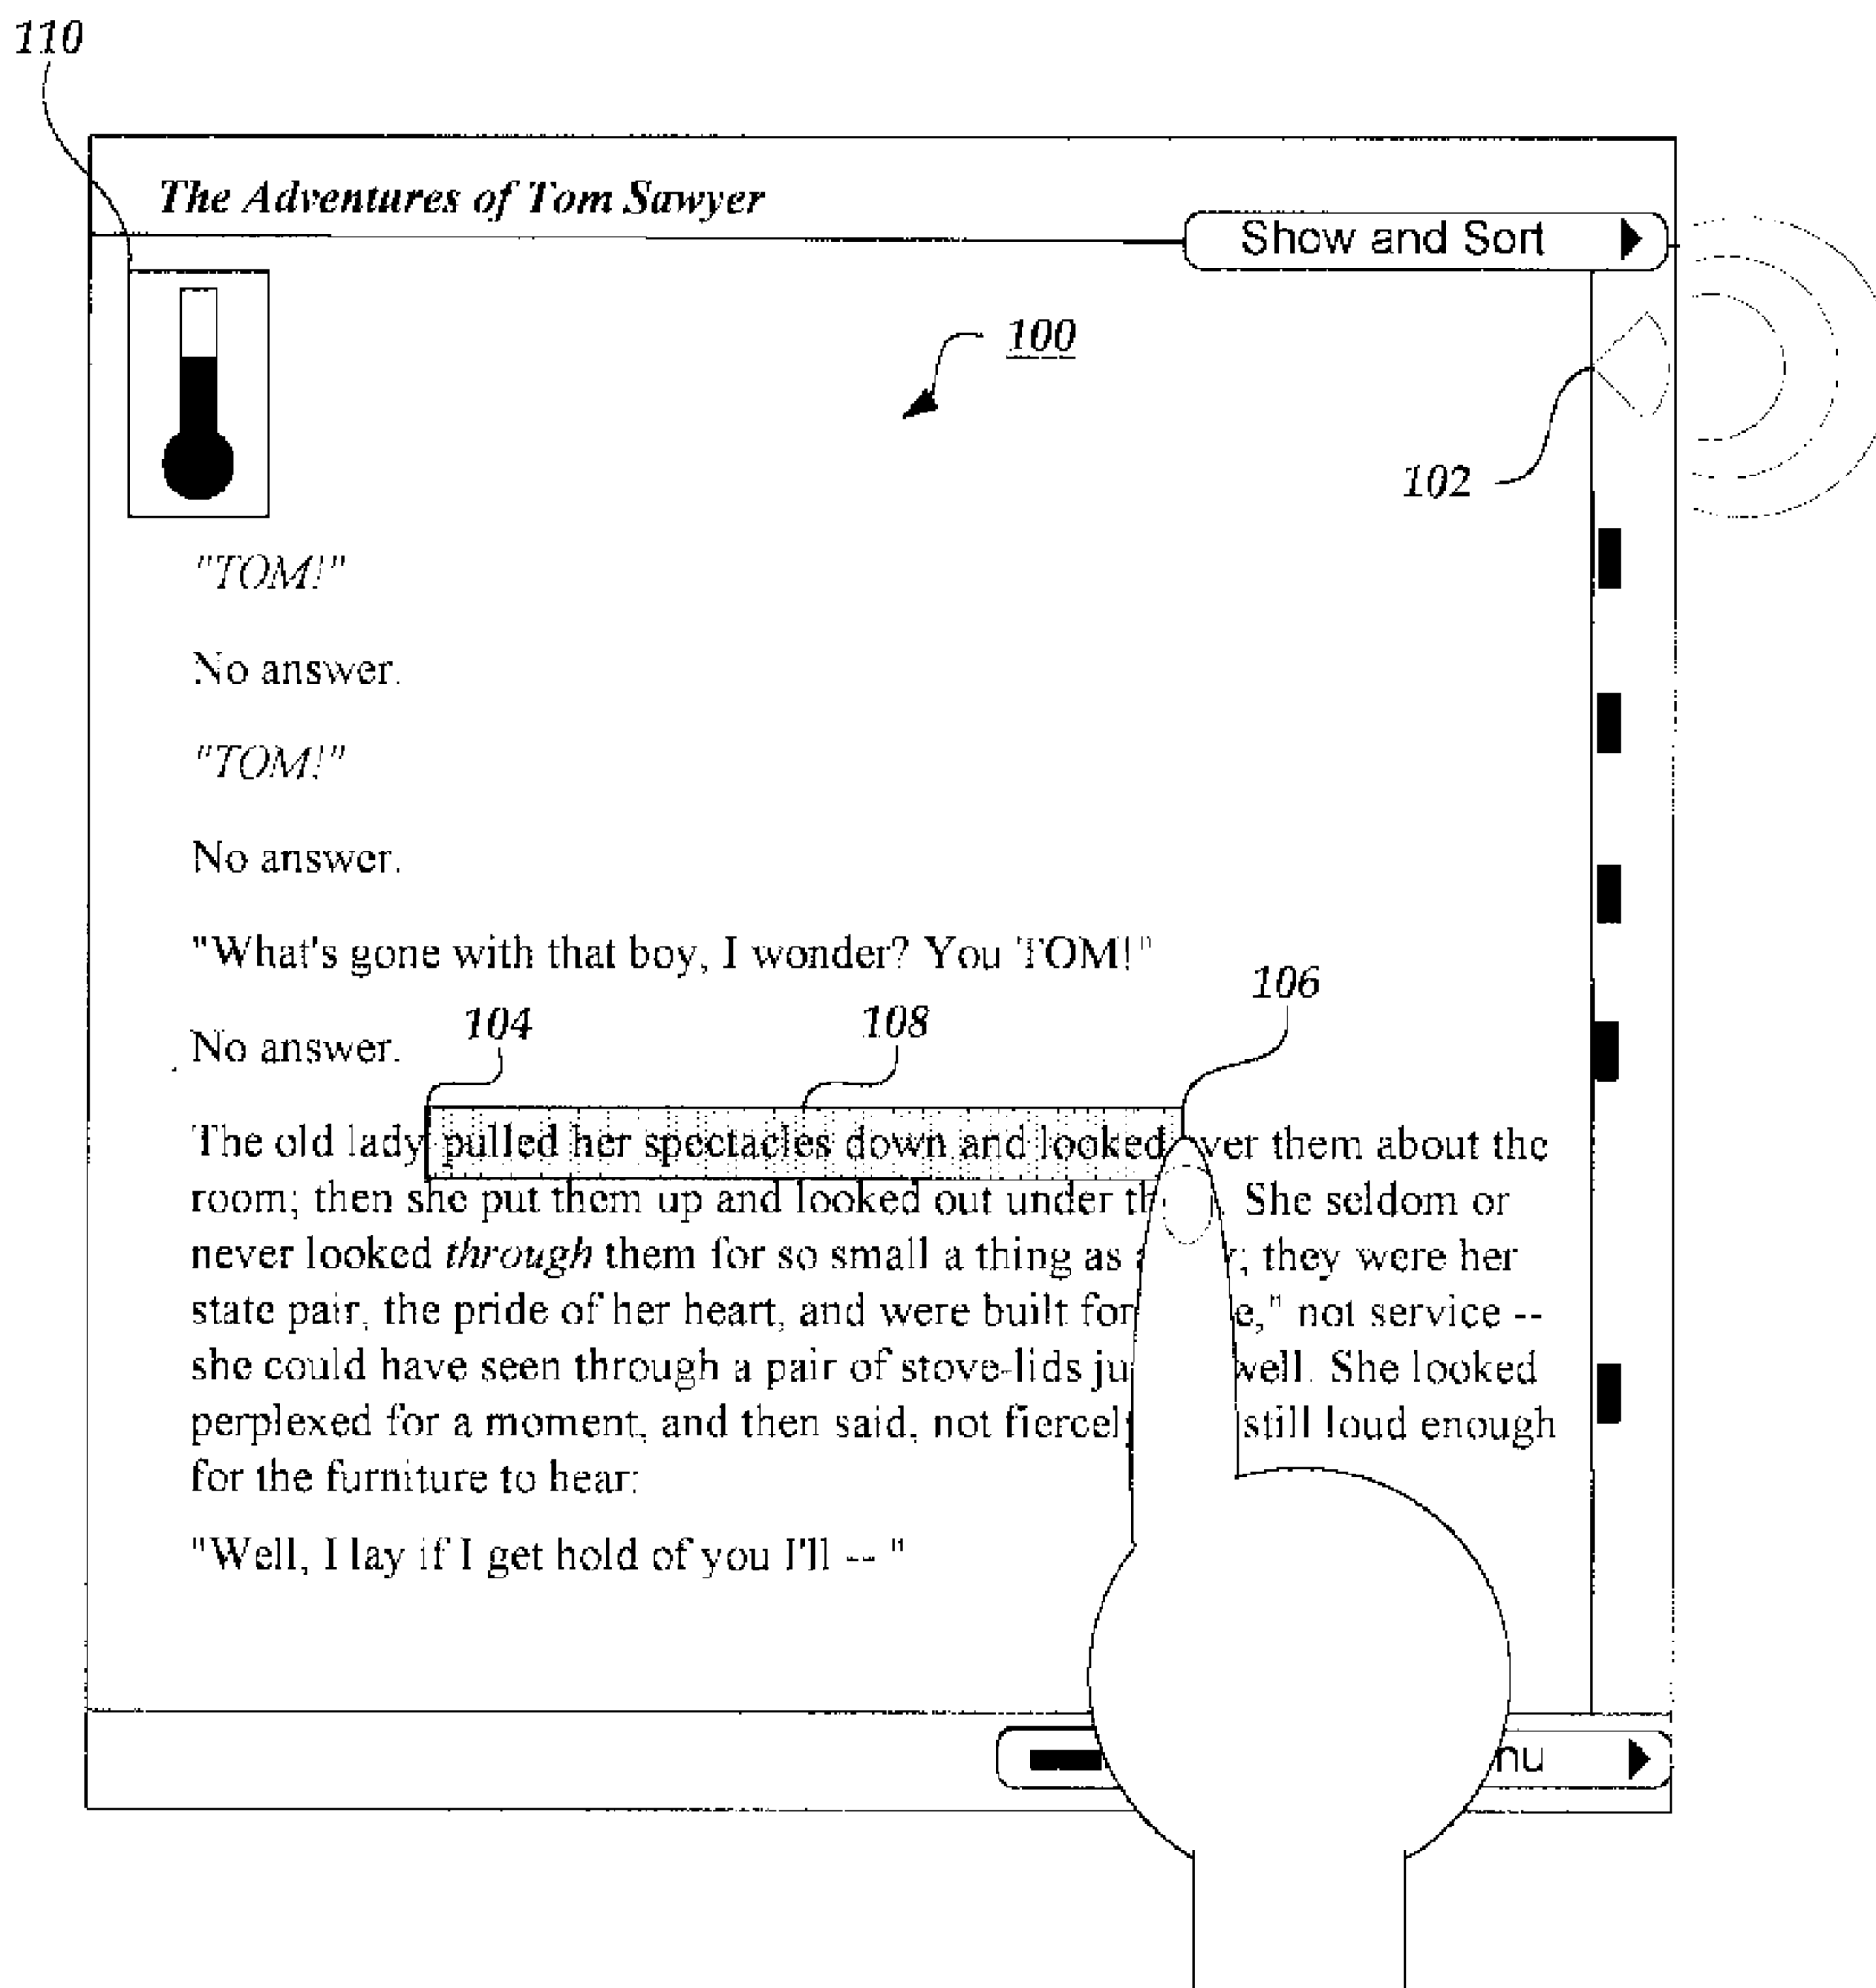 110
The Adventures of Tom Sawyer
Show and Sort
100
102
"TOM!"
No answer.
"TOM!"
No answer.
"What's gone with that boy, I wonder? You TOM!"
106
104 108
No answer.
The old lady pulled her spectacles down and looked ver them about the
room; then she put them up and looked out under th She seldom or
never looked through them for so small a thing as ; they were her
state pair, the pride of her heart, and were built for e," not service --
she could have seen through a pair of stove-lids ju well. She looked
perplexed for a moment, and then said, not fiercel still loud enough
for the furniture to hear:
"Well, I lay if I get hold of you I'll -- "
nu